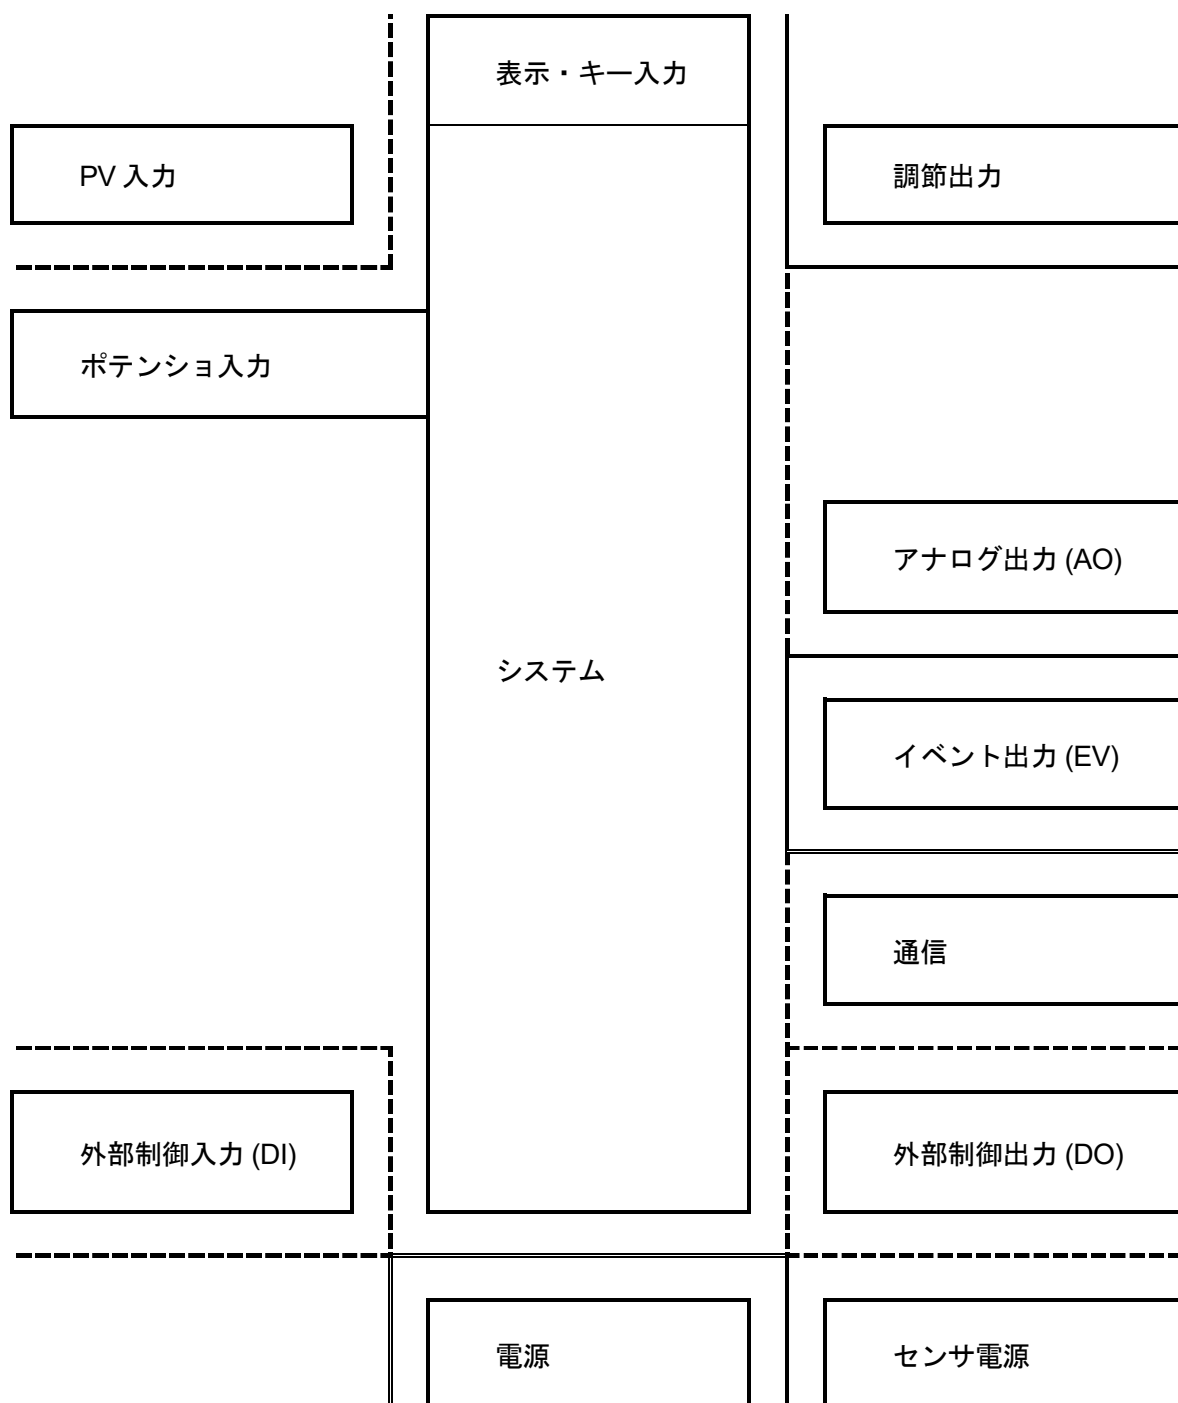 表示・キー入力
PV 入力
調節出力
ポテンショ入力
アナログ出力 (AO)
システム
イベント出力 (EV)
通信
外部制御入力 (DI)
外部制御出力 (DO)
電源
センサ電源